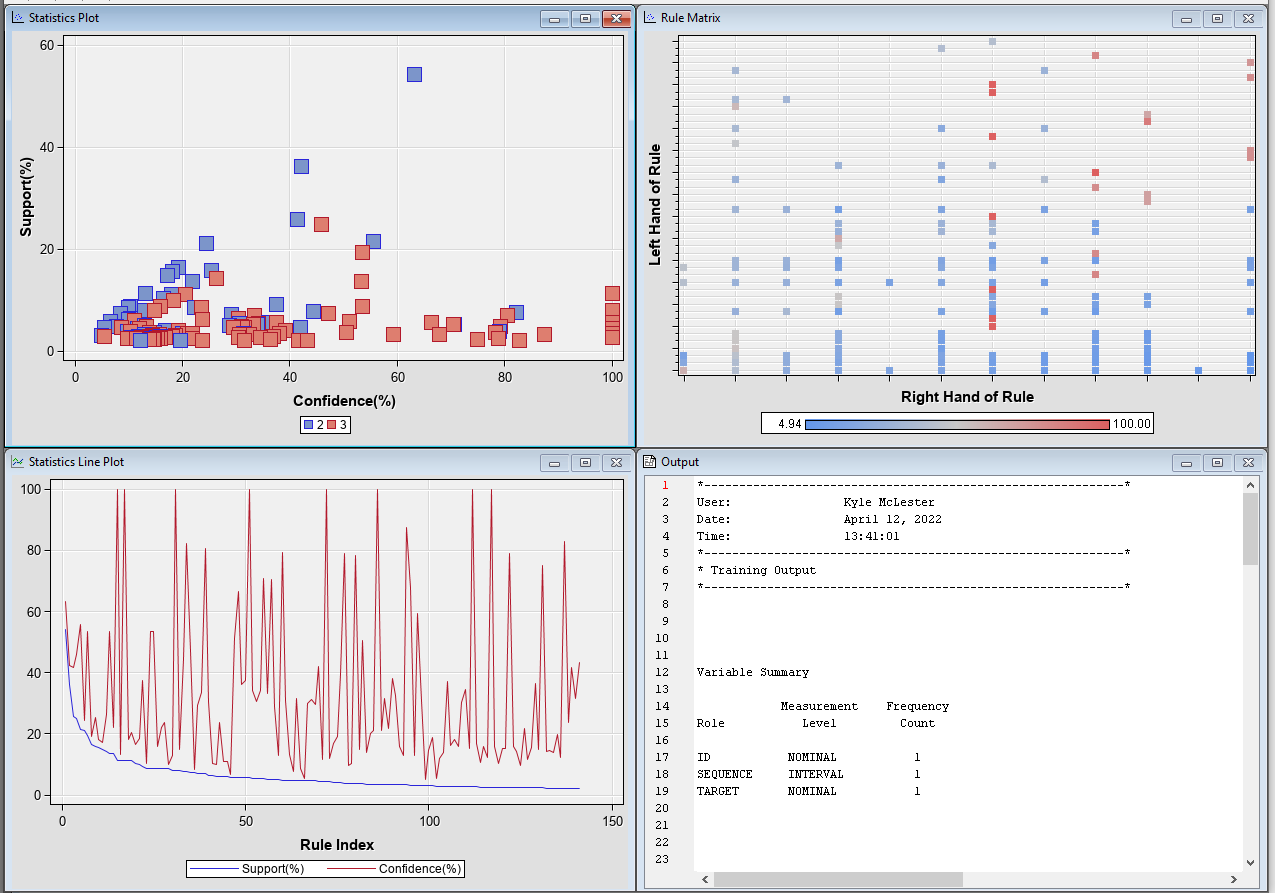 Statistics Plot
60
40
20
0
Support(%)
0 20 40 60 80 100
Confidence(%)
2 3
Rule Matrix
Left Hand of Rule
Right Hand of Rule
4.94 100.00
Statistics Line Plot
100
80
60
40
20
0
0 50 100 150
Rule Index
Support(%) Confidence(%)
Output
1 *------------------------------------------------------------*
2 User: Kyle McLester
3 Date: April 12, 2022
4 Time: 13:41:01
5 *------------------------------------------------------------*
6 * Training Output
7 *------------------------------------------------------------*
8
9
10
11
12 Variable Summary
13
14 Measurement Frequency
15 Role Level Count
16
17 ID NOMINAL 1
18 SEQUENCE INTERVAL 1
19 TARGET NOMINAL 1
20
21
22
23